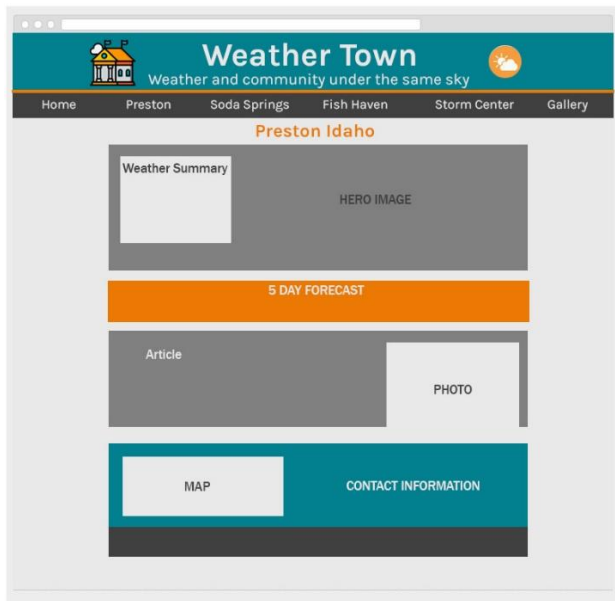 Weather Town
Weather and community under the same sky
Home Preston Soda Springs Fish Haven Storm Center Gallery
Preston Idaho
Weather Summary
HERO IMAGE
5 DAY FORECAST
Article
PHOTO
MAP
CONTACT INFORMATION